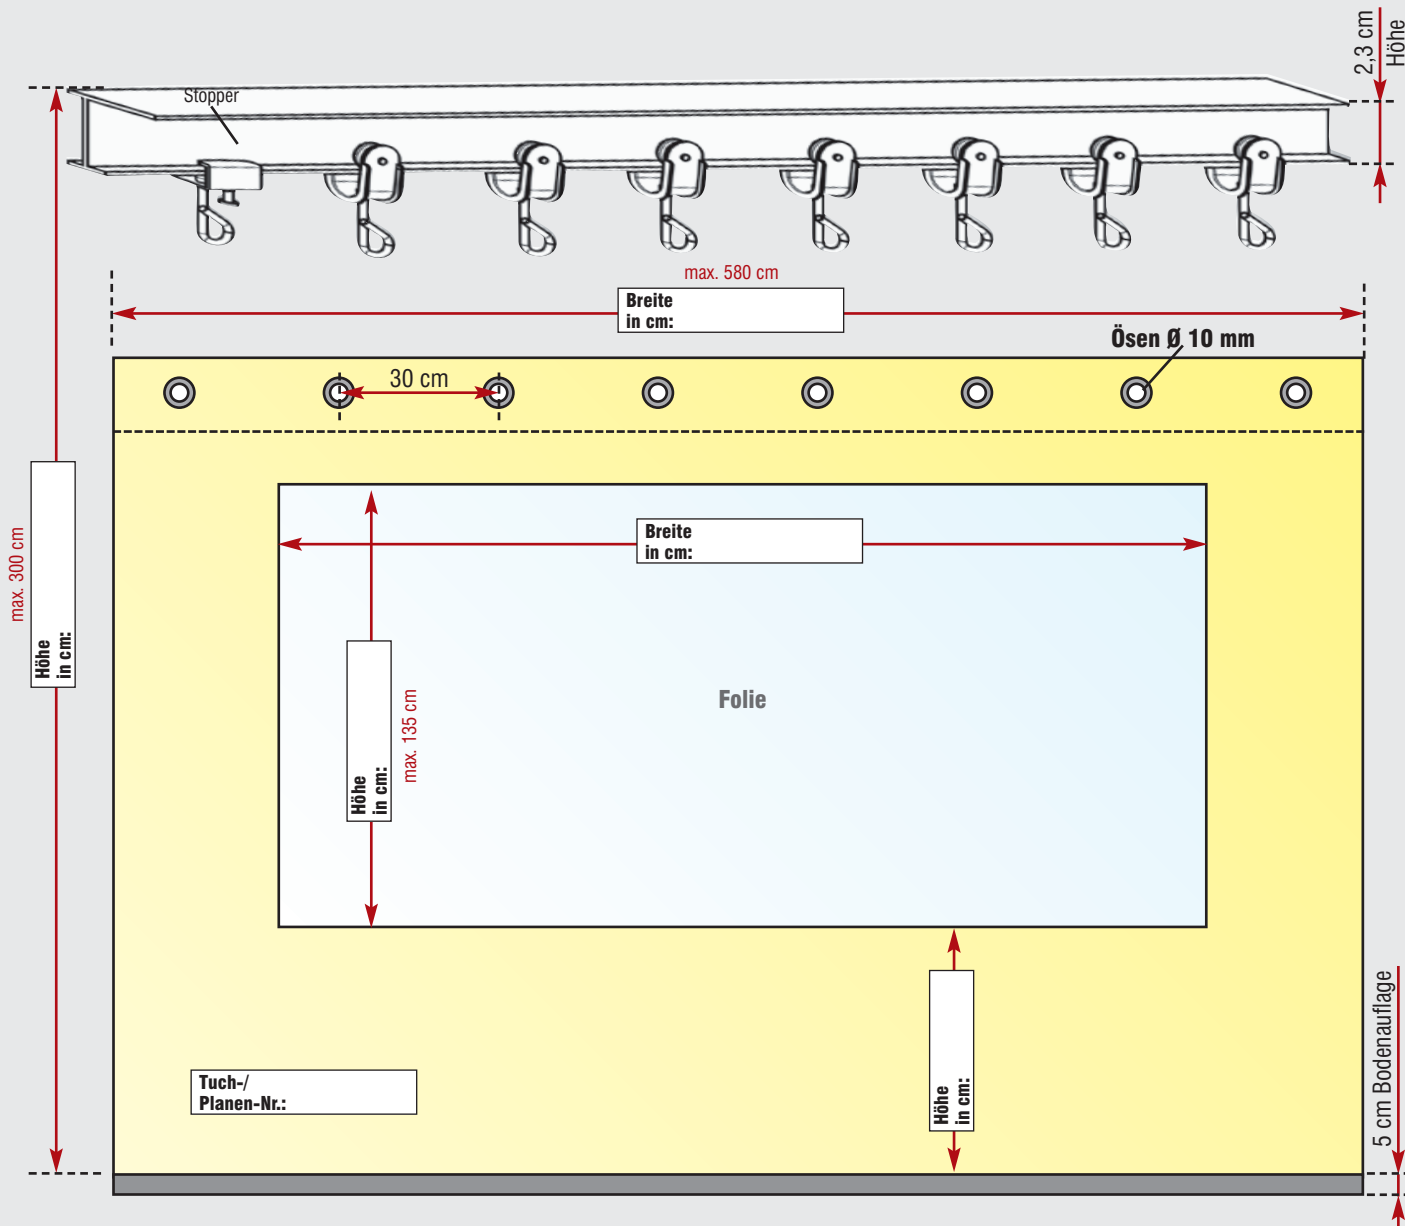 2,3 cm
Höhe
Stopper
max. 580 cm
Breite
in cm:
Ösen Ø 10 mm
30 cm
max. 300 cm
Höhe
in cm:
Breite
in cm:
Höhe
in cm:
max. 135 cm
Folie
Höhe
in cm:
5 cm Bodenauflage
Tuch-/
Planen-Nr.: